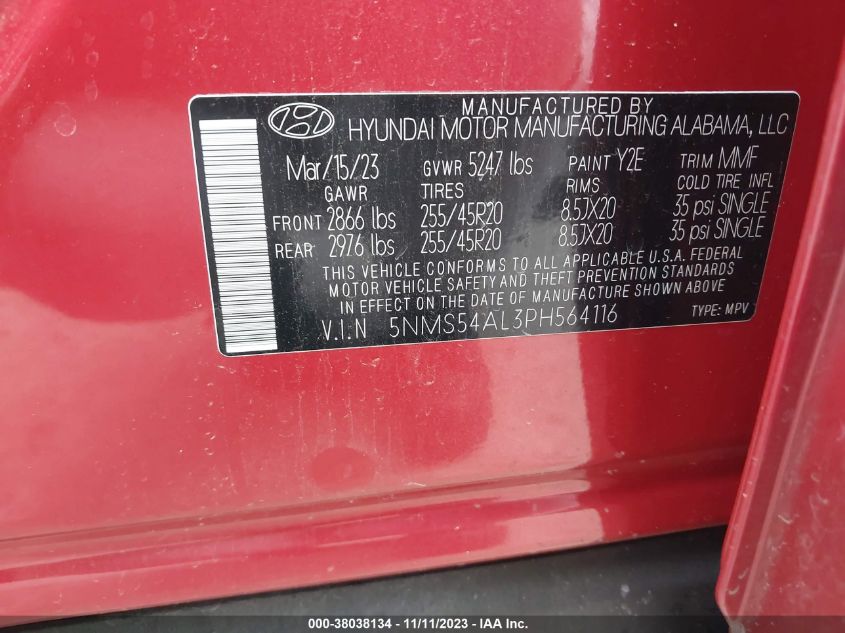 MANUFACTURED BY
HYUNDAI MOTOR MANUFACTURING ALABAMA, LLC
Mar/15/23 GVWR 5247 lbs PAINT Y2E TRIM MMF
GAWR TIRES RIMS COLD TIRE INFL
FRONT 2866 lbs 255/45R20 8.5JX20 35 psi SINGLE
REAR 2976 lbs 255/45R20 8.5JX20 35 psi SINGLE
THIS VEHICLE CONFORMS TO ALL APPLICABLE U.S.A. FEDERAL
MOTOR VEHICLE SAFETY AND THEFT PREVENTION STANDARDS
IN EFFECT ON THE DATE OF MANUFACTURE SHOWN ABOVE
V.I.N 5NMS54AL3PH564116 TYPE: MPV
000-38038134 - 11/11/2023 - IAA Inc.